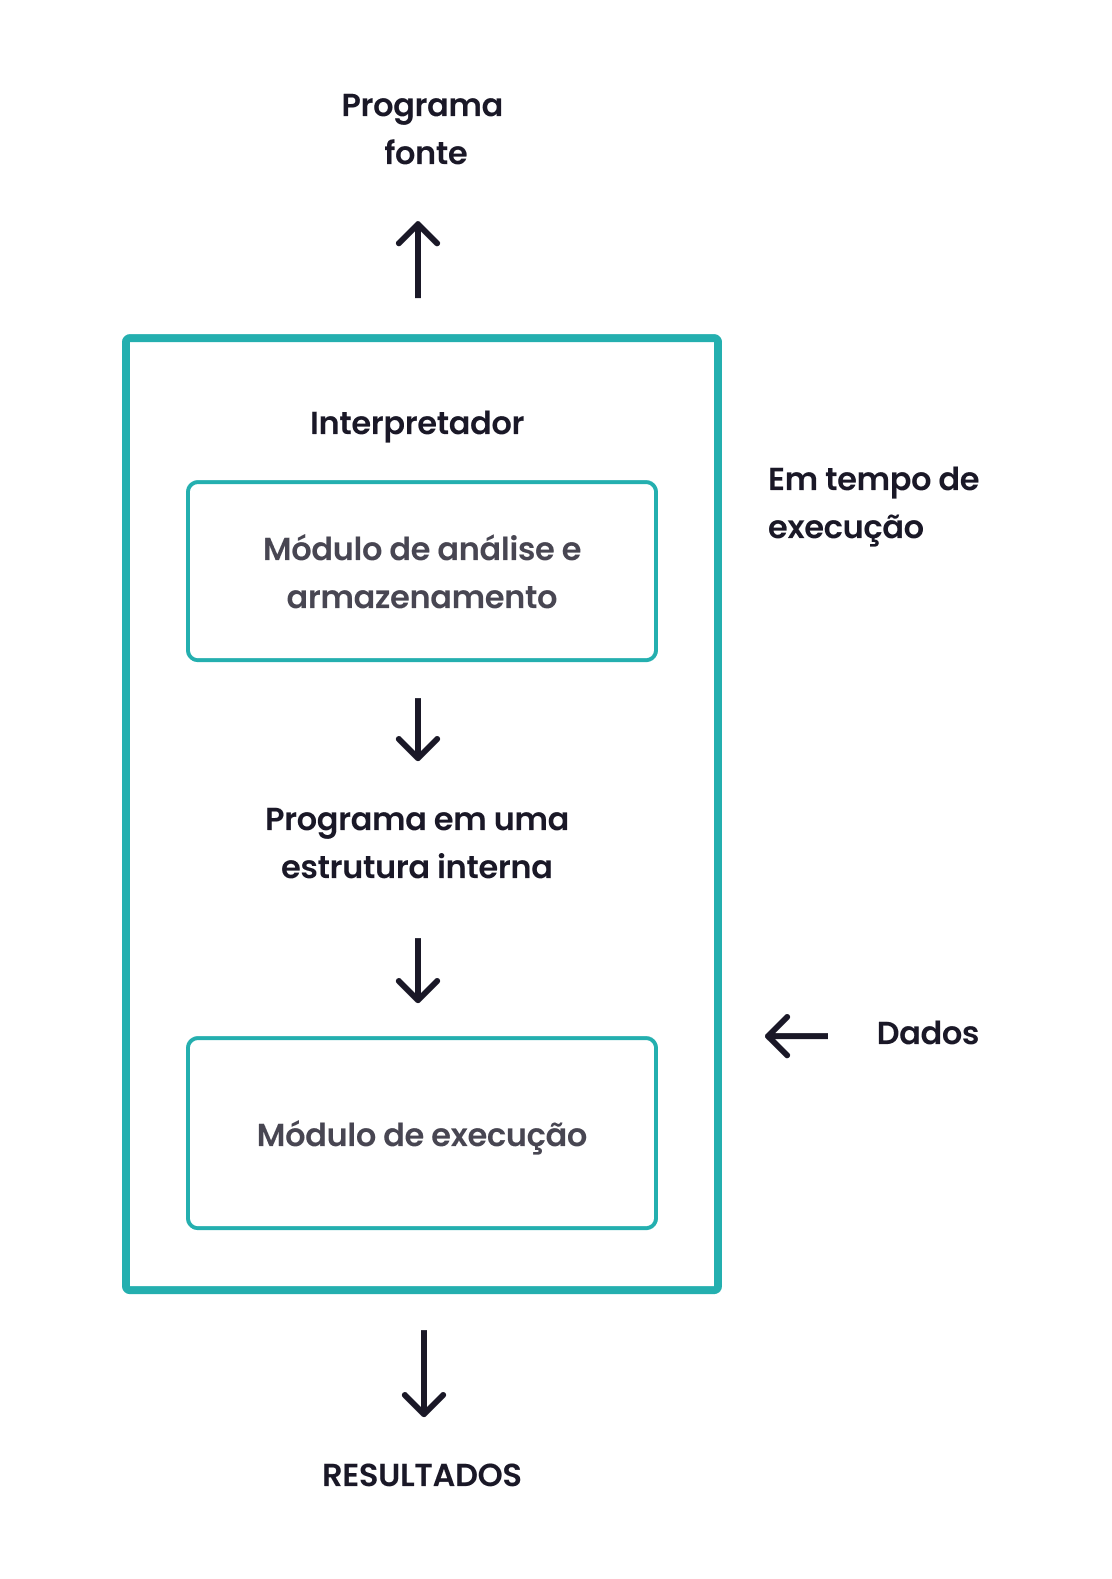 Programa
fonte
Interpretador
Em tempo de
execução
Módulo de análise e
armazenamento
Programa em uma
estrutura interna
Dados
Módulo de execução
RESULTADOS